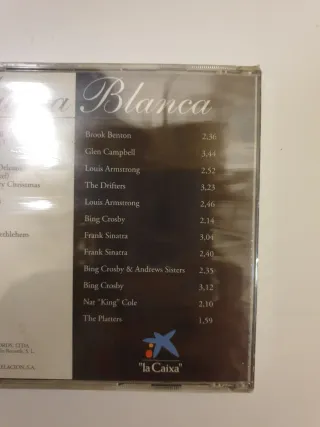 Blanca
Brook Benton 2,36
Glen Campbell 3,44
Louis Armstrong 2,52
The Drifters 3,23
Louis Armstrong 2,46
Bing Crosby 2,14
Frank Sinatra 3,04
Frank Sinatra 2,40
Bing Crosby & Andrews Sisters 2,35
Bing Crosby 3,12
Nat "King" Cole 2,10
The Platters 1,59
"la Caixa"